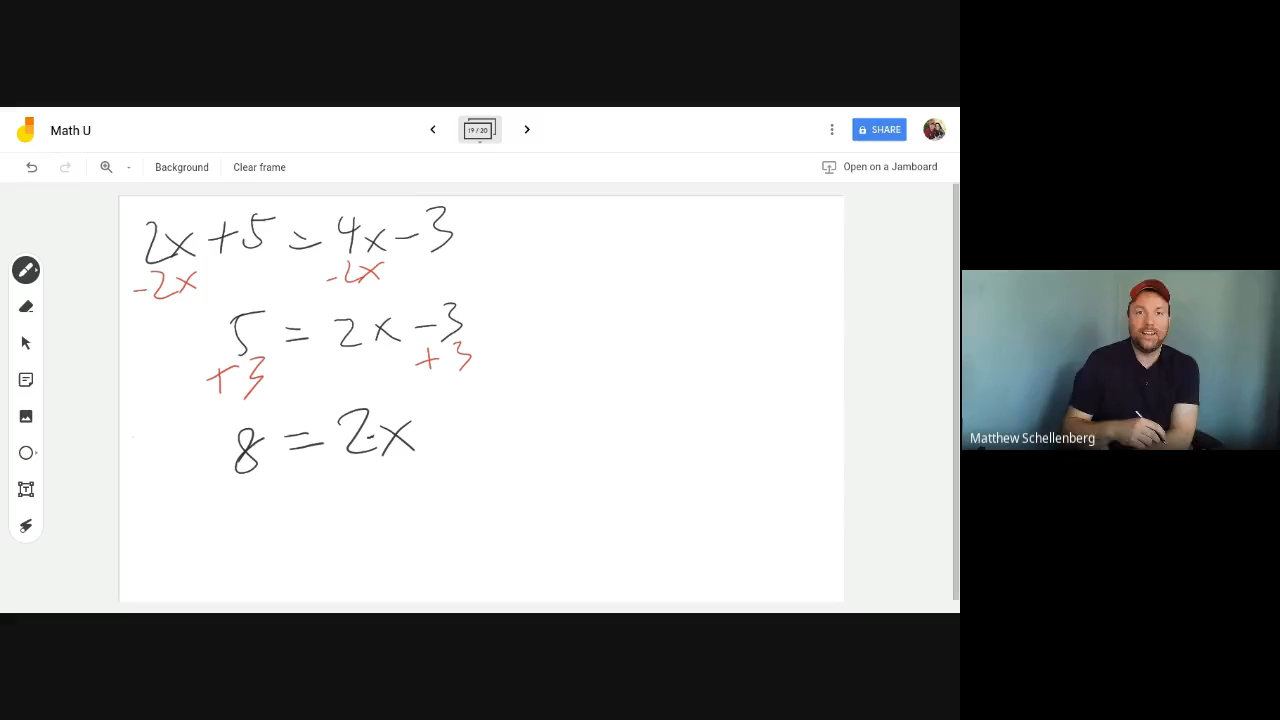 Math U
19 / 20
SHARE
Background
Clear frame
Open on a Jamboard
2x + 5 = 4x - 3
-2x -2x
5 = 2x - 3
+3 +3
8 = 2x
Matthew Schellenberg